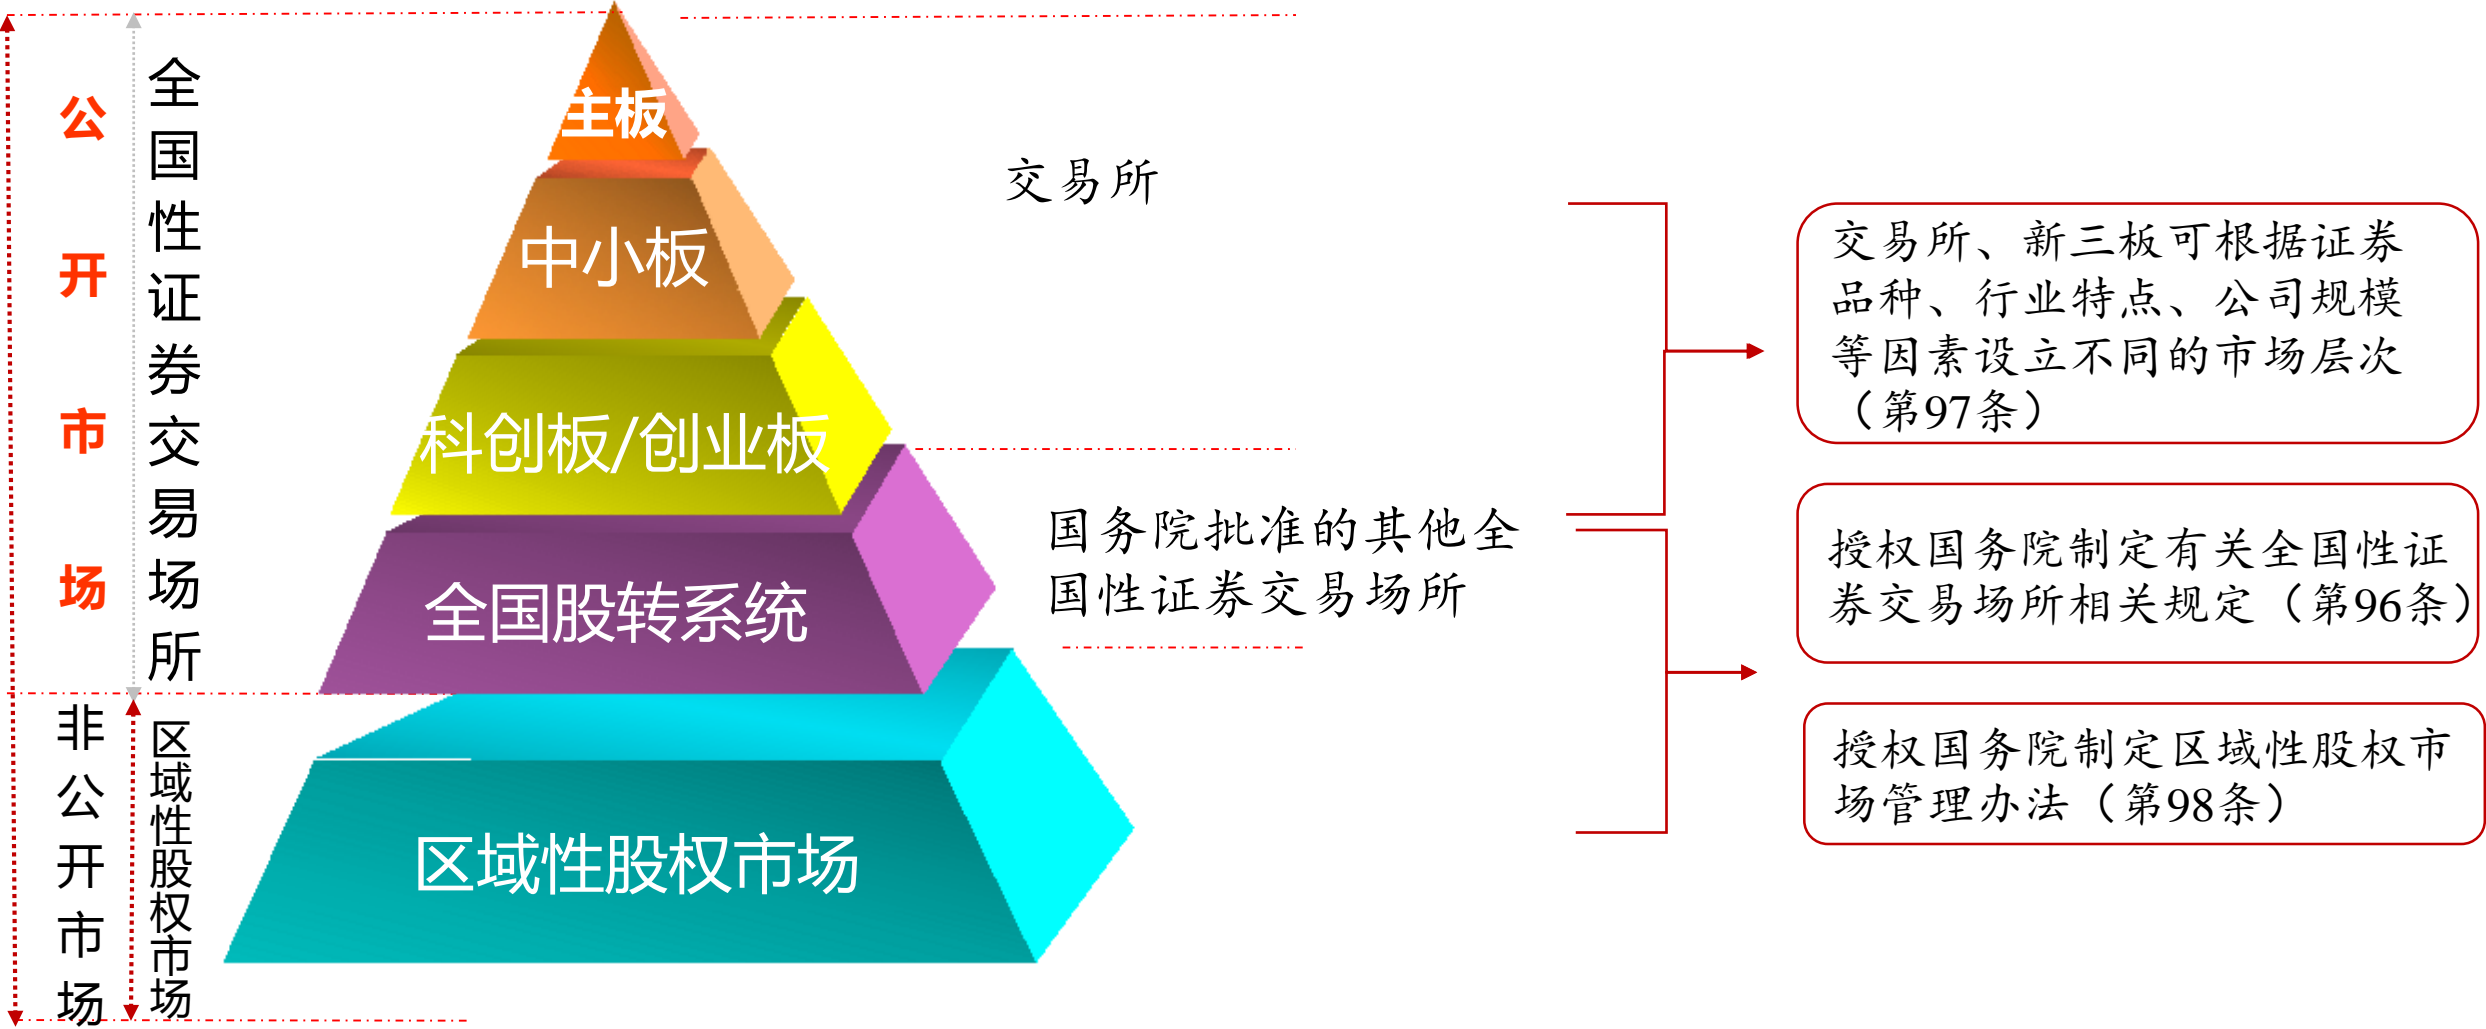 公开市场
全国性证券交易场所
非公开市场
区域性股权市场
主板
中小板
科创板/创业板
全国股转系统
区域性股权市场
交易所
国务院批准的其他全
国性证券交易场所
交易所、新三板可根据证券
品种、行业特点、公司规模
等因素设立不同的市场层次
（第97条）
授权国务院制定有关全国性证
券交易场所相关规定（第96条）
授权国务院制定区域性股权市
场管理办法（第98条）